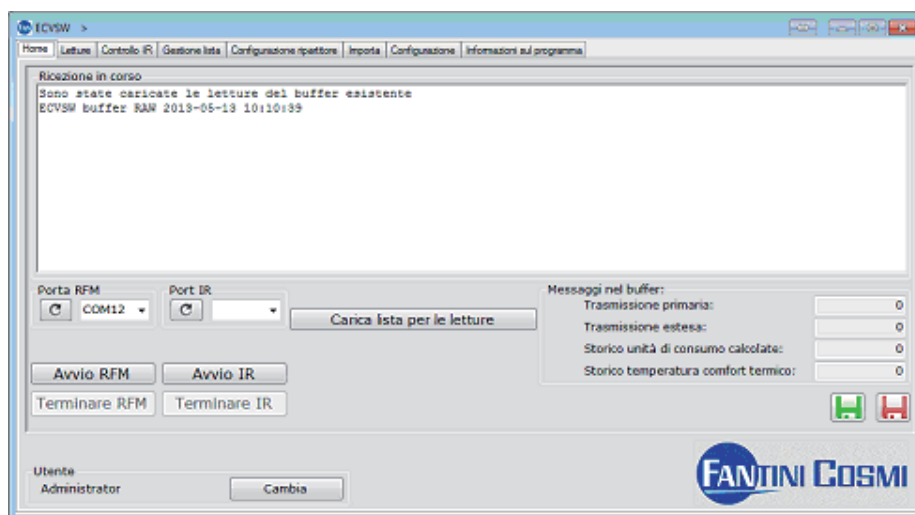 ECVSW >
Home Letture Controllo IR Gestione lista Configurazione ripartitore Importa Configurazione Informazioni sul programma
Ricezione in corso
Sono state caricate le letture del buffer esistente
ECVSW buffer RAW 2013-05-13 10:10:39
Porta RFM Port IR Messaggi nel buffer:
COM12 Trasmissione primaria: 0
Carica lista per le letture Trasmissione estesa: 0
Storico unità di consumo calcolate: 0
Avvio RFM Avvio IR Storico temperatura comfort termico: 0
Terminare RFM Terminare IR
Utente
Administrator Cambia
FANTINI COSMI